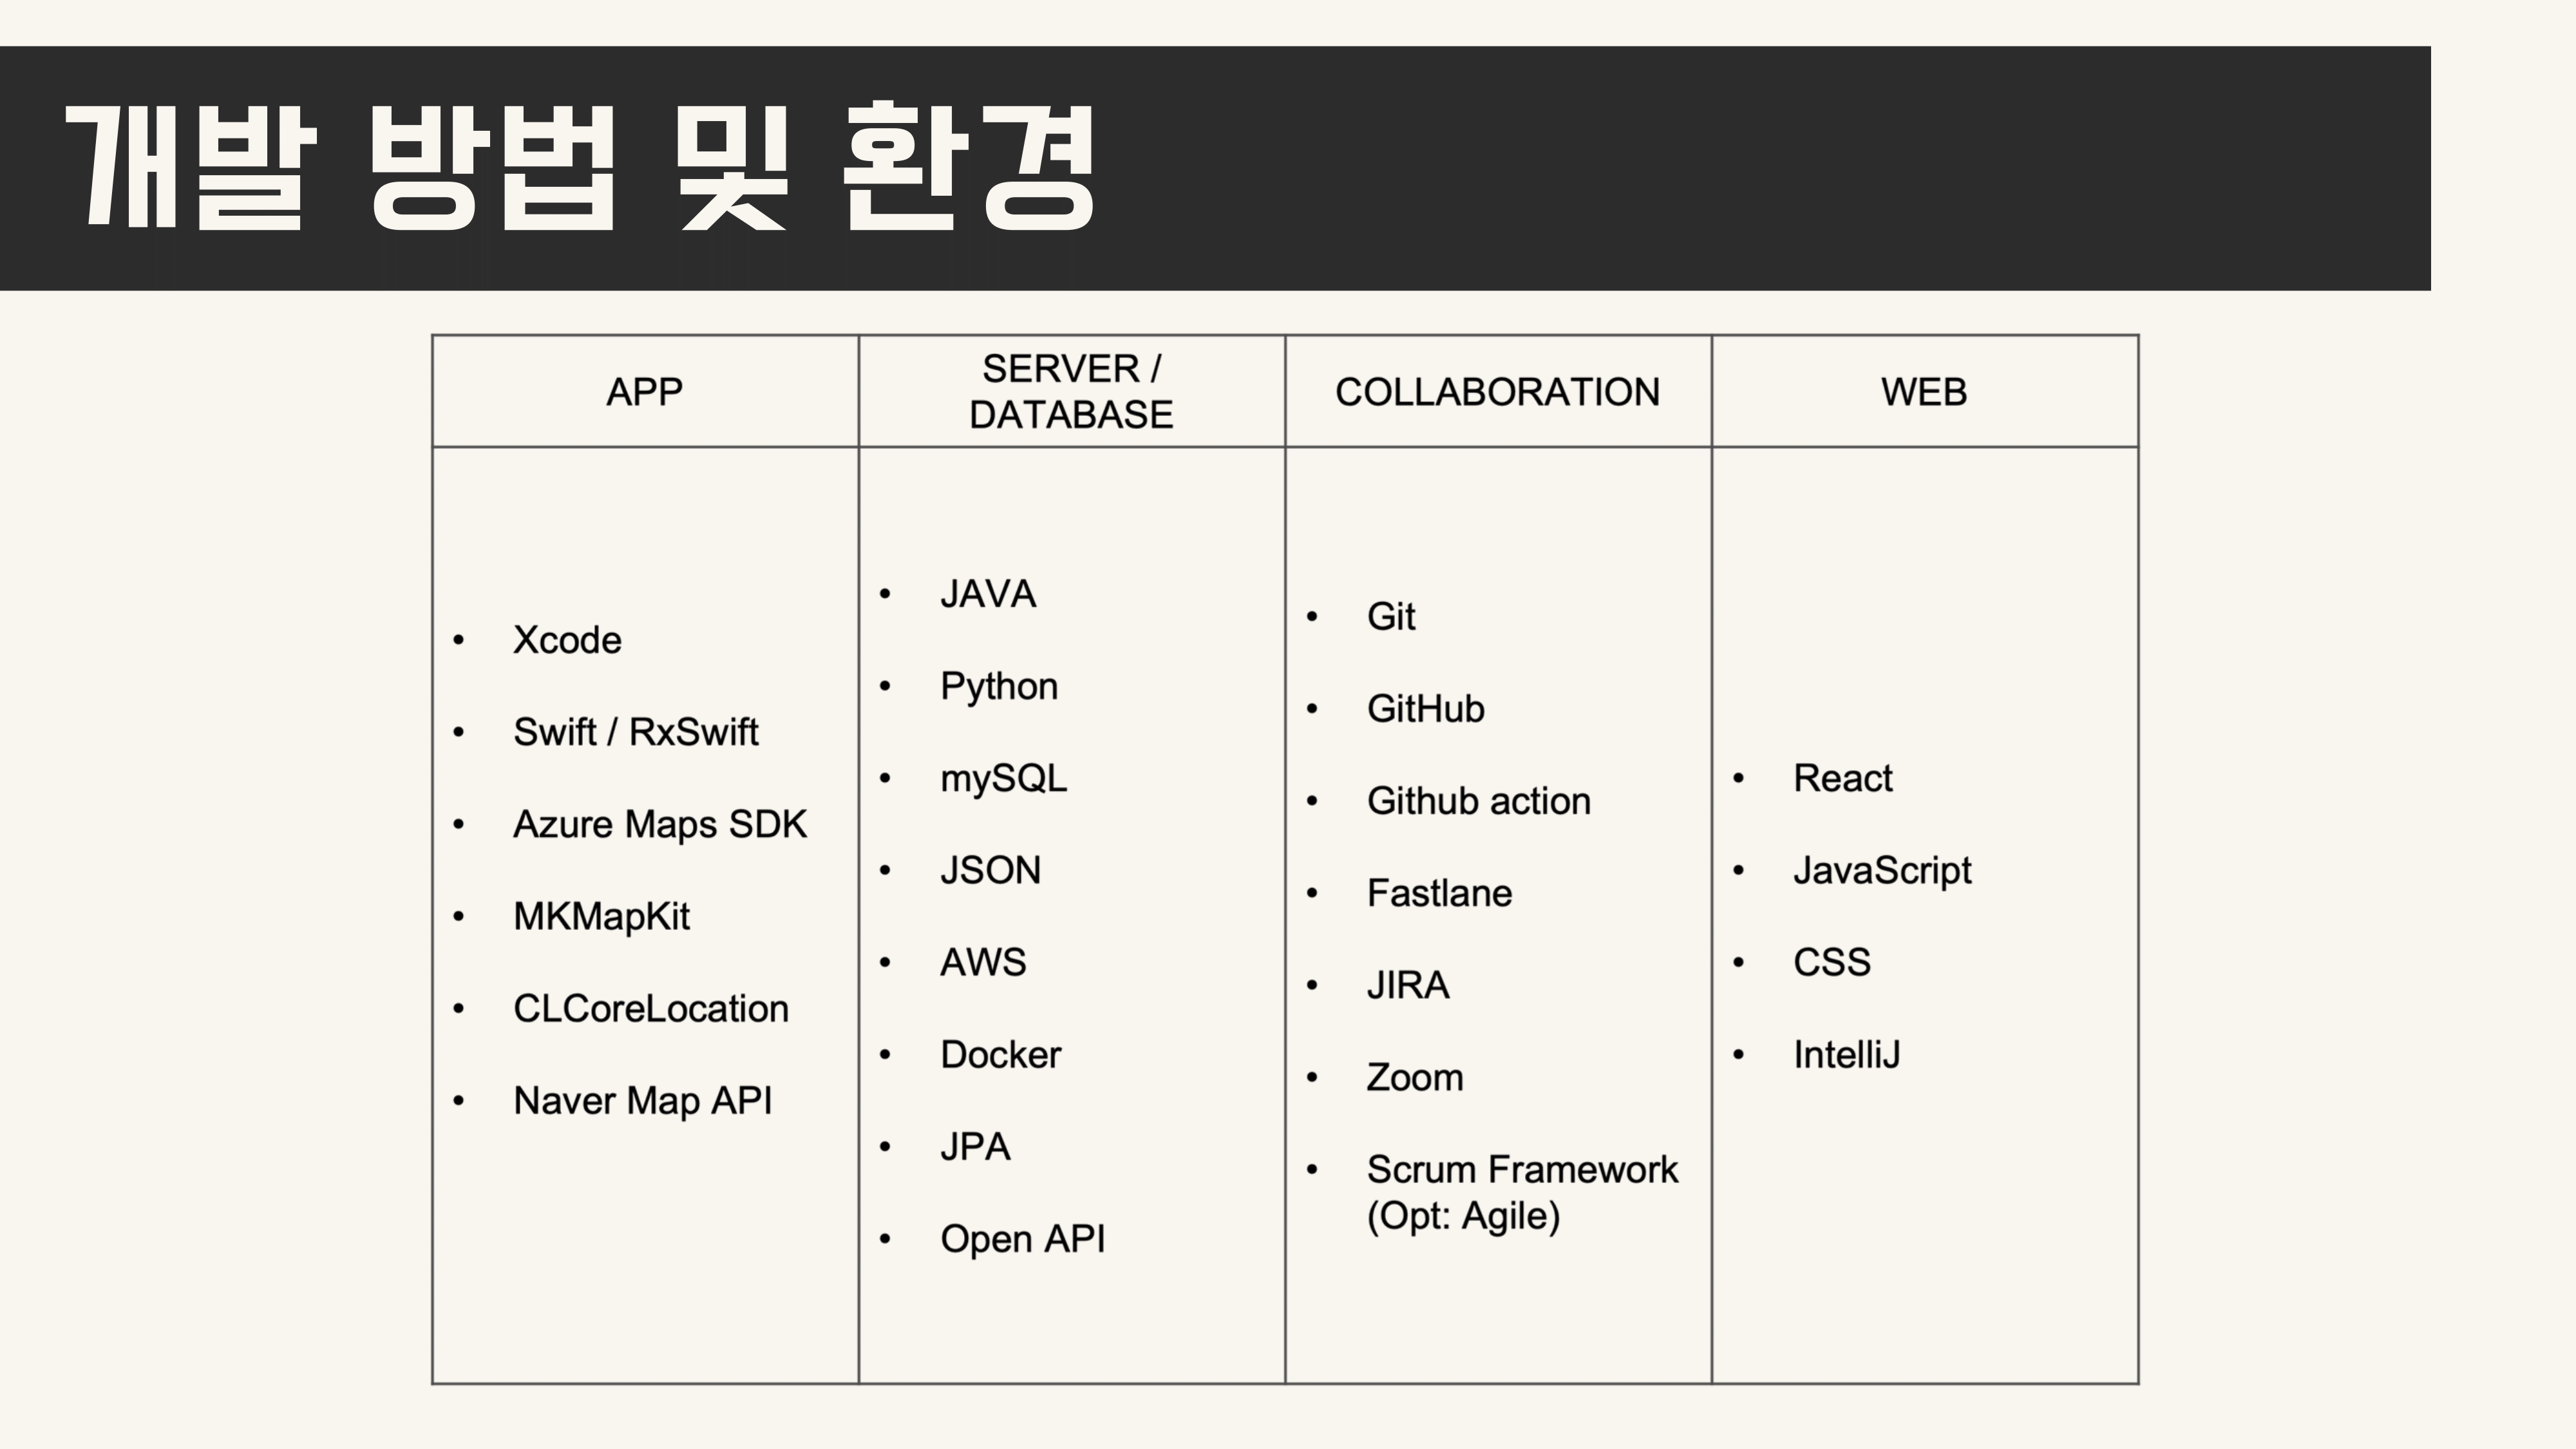 개발 방법 및 환경
APP
SERVER /
DATABASE
COLLABORATION
WEB
• Xcode
• Swift / RxSwift
• Azure Maps SDK
• MKMapKit
• CLCoreLocation
• Naver Map API
• JAVA
• Python
• mySQL
• JSON
• AWS
• Docker
• JPA
• Open API
• Git
• GitHub
• Github action
• Fastlane
• JIRA
• Zoom
• Scrum Framework
(Opt: Agile)
• React
• JavaScript
• CSS
• IntelliJ